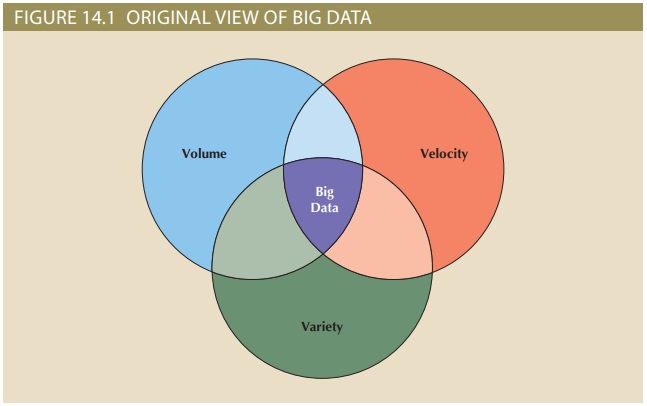 FIGURE 14.1 ORIGINAL VIEW OF BIG DATA
Volume
Velocity
Big
Data
Variety